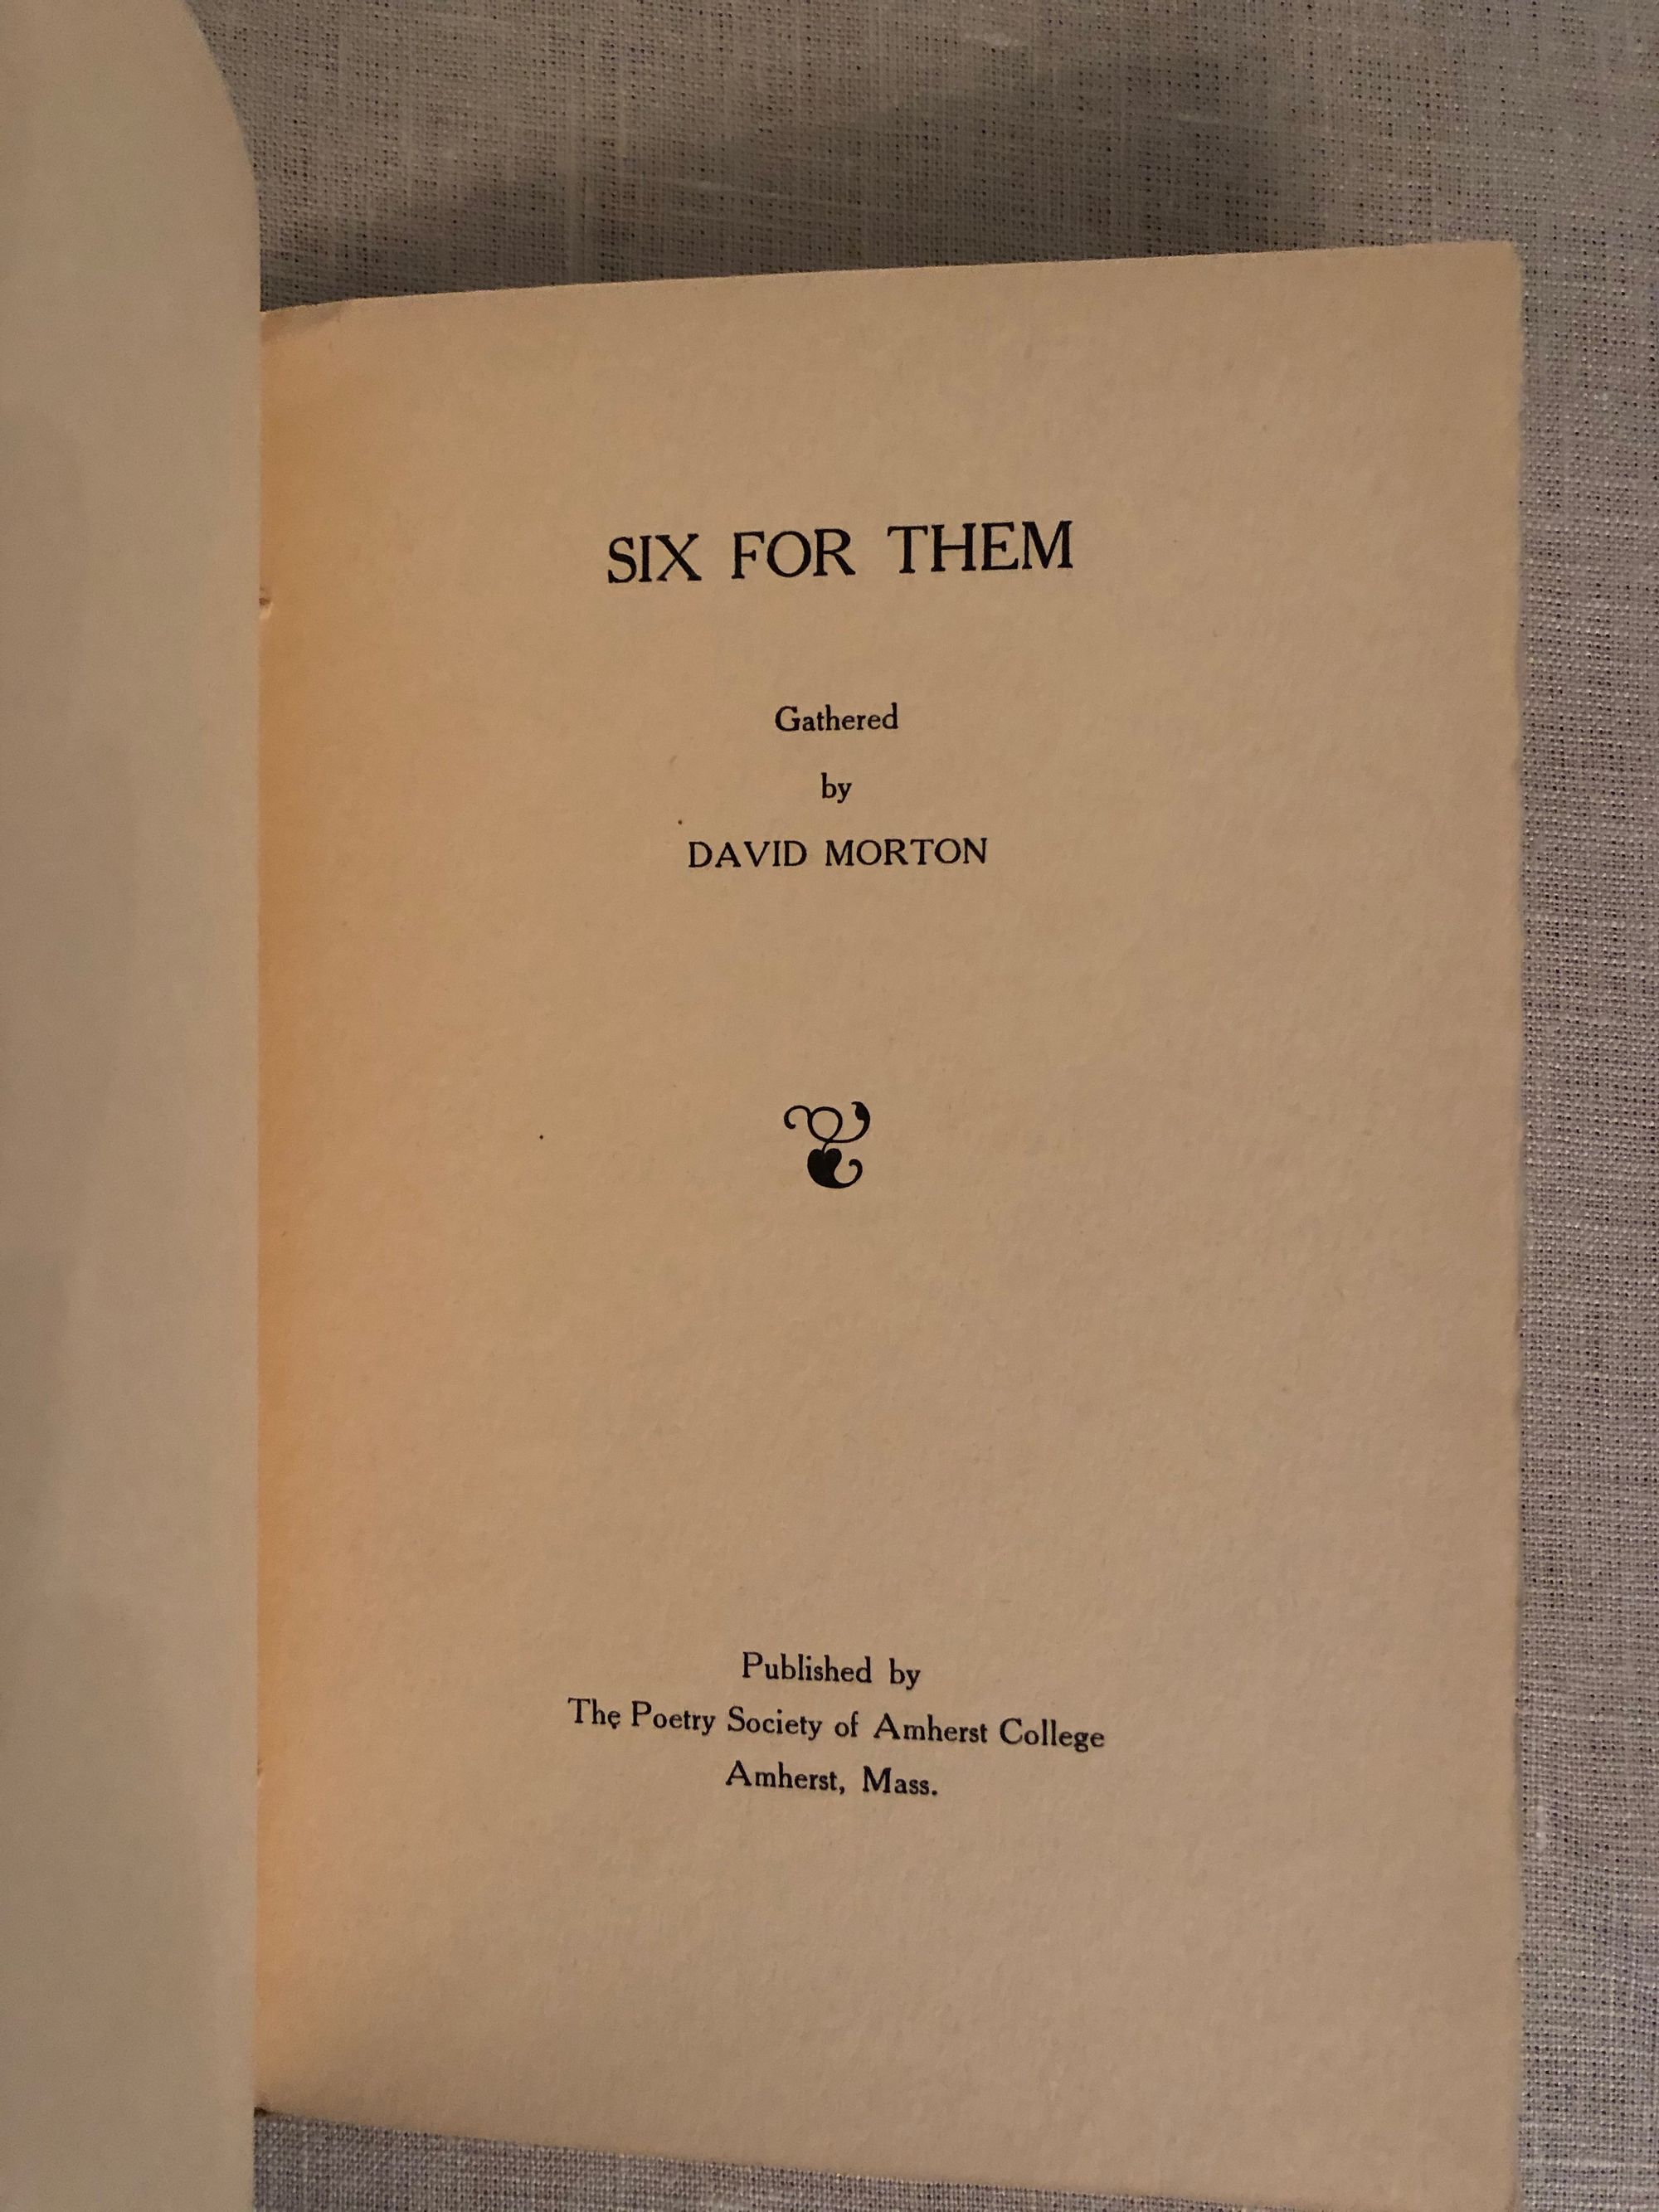 SIX FOR THEM
Gathered
by
DAVID MORTON
Published by
The Poetry Society of Amherst College
Amherst, Mass.